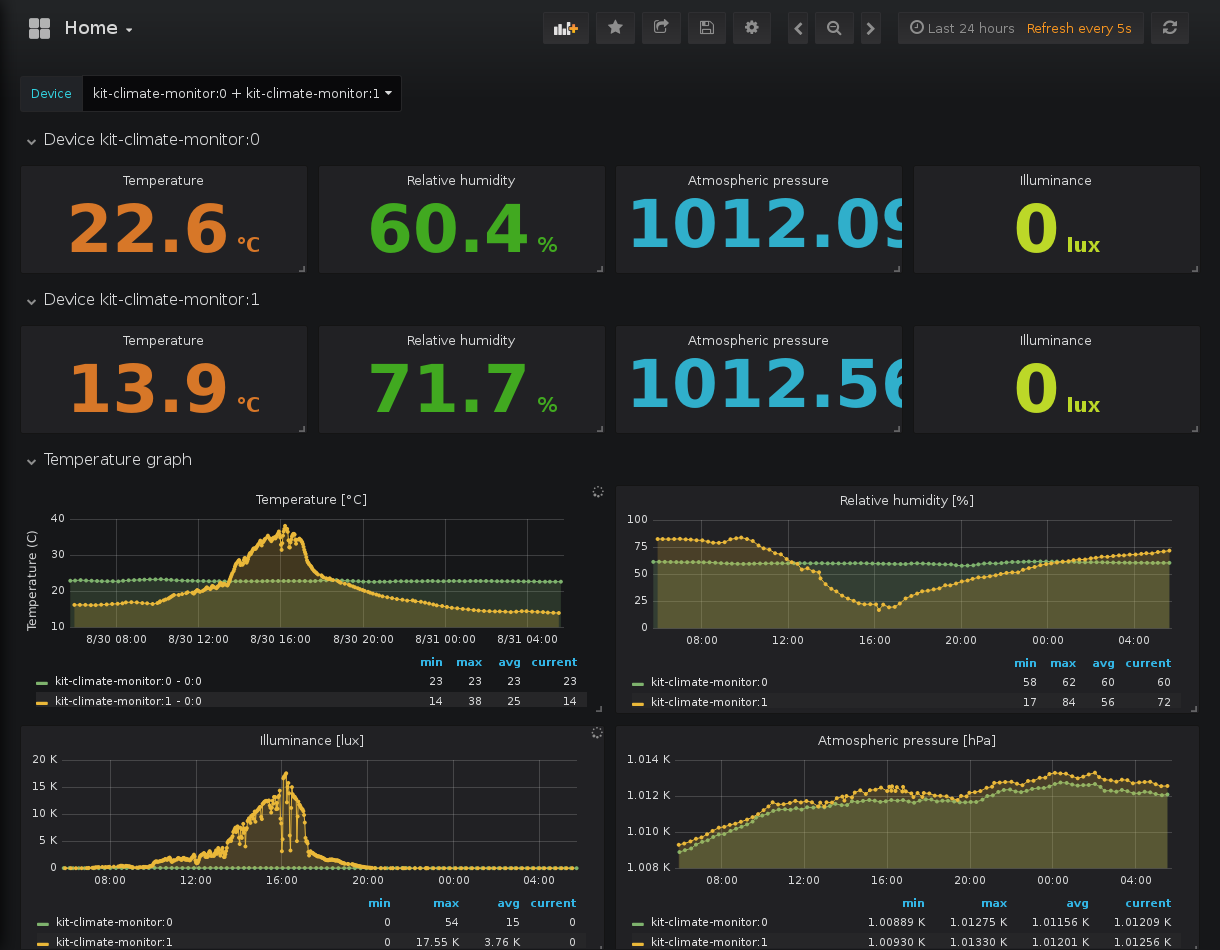 Home
Last 24 hours Refresh every 5s
Device kit-climate-monitor:0 + kit-climate-monitor:1
Device kit-climate-monitor:0
Temperature
22.6 °C
Relative humidity
60.4 %
Atmospheric pressure
1012.09
Illuminance
0 lux
Device kit-climate-monitor:1
Temperature
13.9 °C
Relative humidity
71.7 %
Atmospheric pressure
1012.56
Illuminance
0 lux
Temperature graph
Temperature [°C]
Temperature (C)
40
30
20
10
8/30 08:00 8/30 12:00 8/30 16:00 8/30 20:00 8/31 00:00 8/31 04:00
min max avg current
kit-climate-monitor:0 - 0:0 23 23 23 23
kit-climate-monitor:1 - 0:0 14 38 25 14
Relative humidity [%]
100
75
50
25
0
08:00 12:00 16:00 20:00 00:00 04:00
min max avg current
kit-climate-monitor:0 58 62 60 60
kit-climate-monitor:1 17 84 56 72
Illuminance [lux]
20 K
15 K
10 K
5 K
0
08:00 12:00 16:00 20:00 00:00 04:00
min max avg current
kit-climate-monitor:0 0 54 15 0
kit-climate-monitor:1 0 17.55 K 3.76 K 0
Atmospheric pressure [hPa]
1.014 K
1.012 K
1.010 K
1.008 K
08:00 12:00 16:00 20:00 00:00 04:00
min max avg current
kit-climate-monitor:0 1.00889 K 1.01275 K 1.01156 K 1.01209 K
kit-climate-monitor:1 1.00930 K 1.01330 K 1.01201 K 1.01256 K